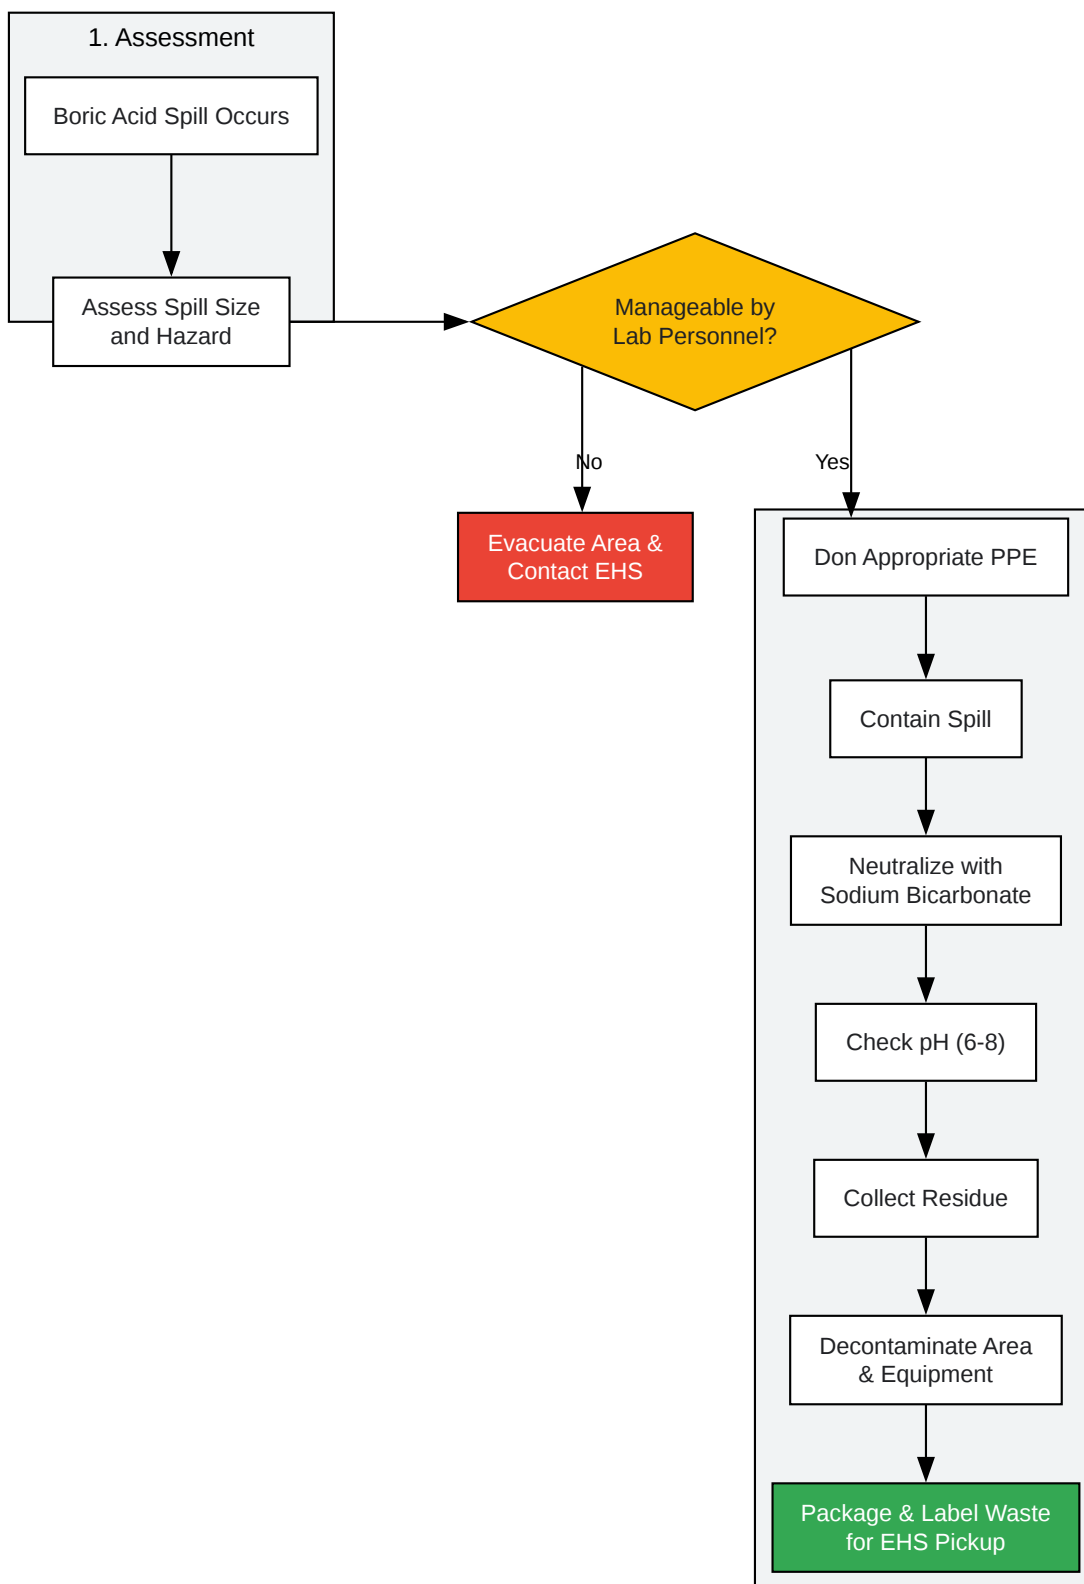 1. Assessment
Boric Acid Spill Occurs
Assess Spill Size
and Hazard
Manageable by
Lab Personnel?
No
Yes
Evacuate Area &
Contact EHS
Don Appropriate PPE
Contain Spill
Neutralize with
Sodium Bicarbonate
Check pH (6-8)
Collect Residue
Decontaminate Area
& Equipment
Package & Label Waste
for EHS Pickup